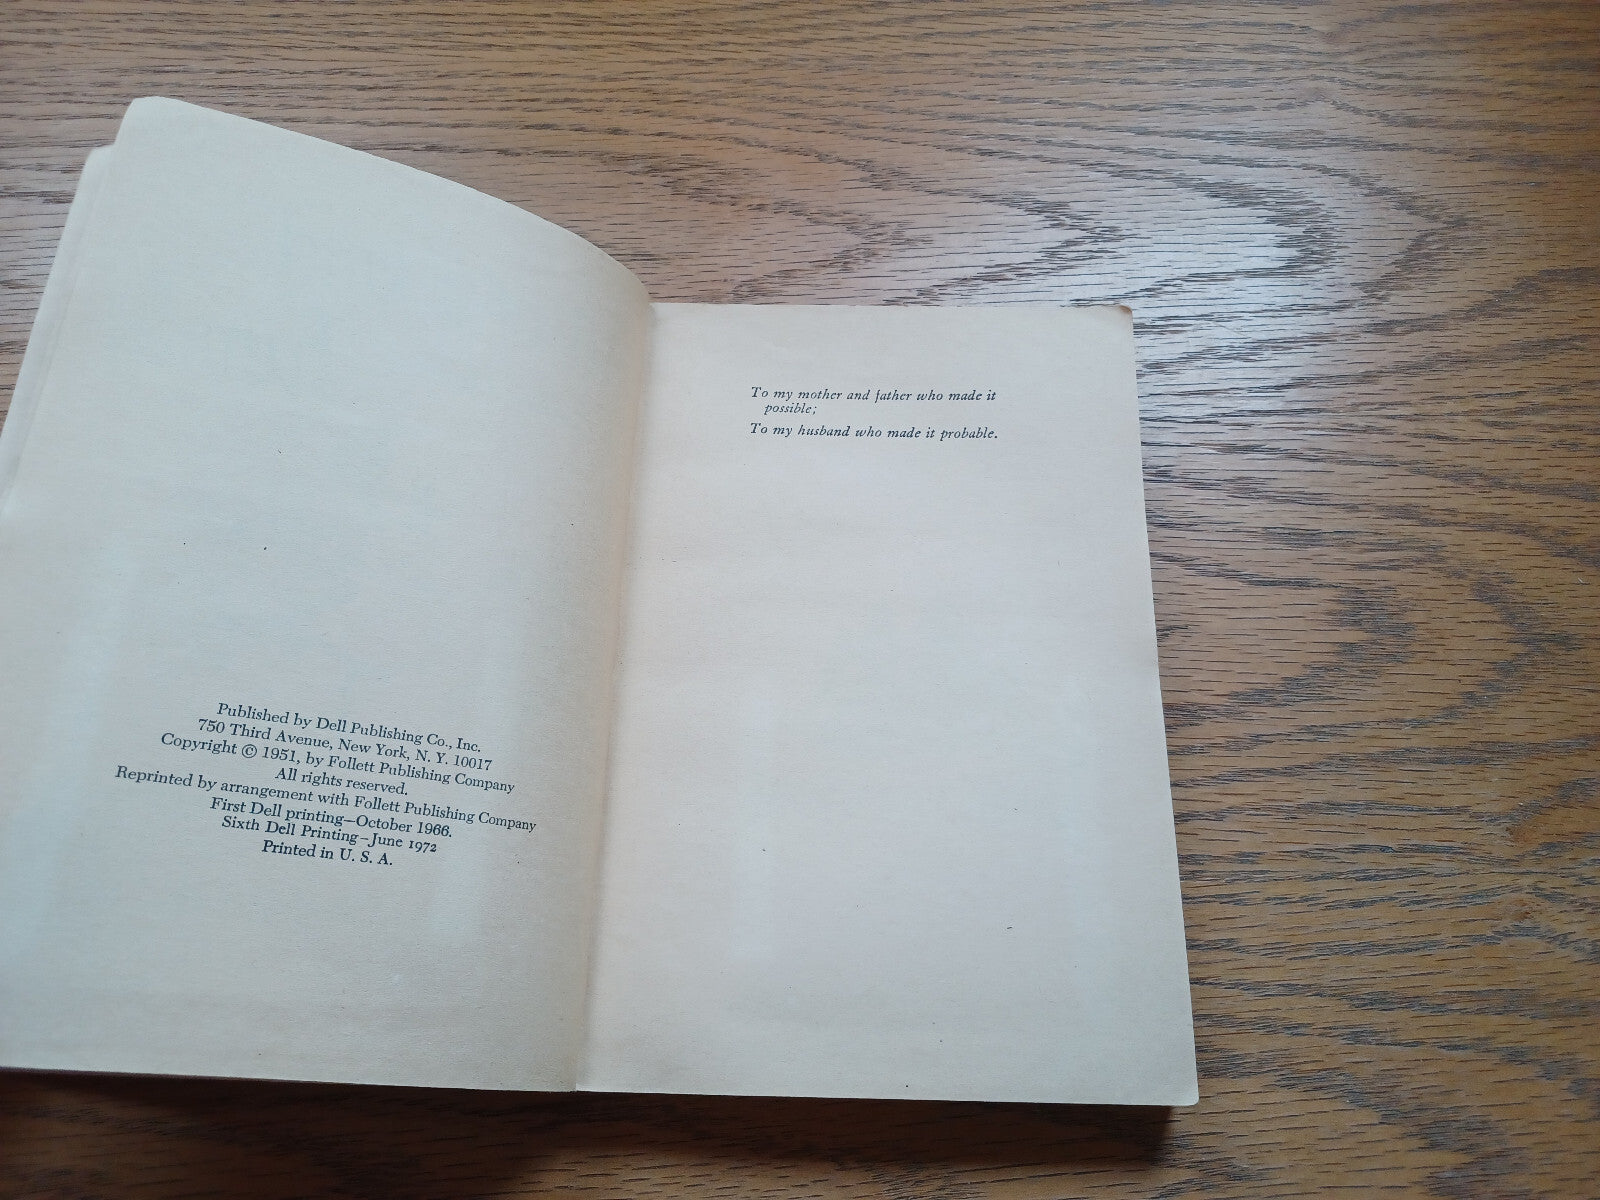 Published by Dell Publishing Co., Inc.
750 Third Avenue, New York, N. Y. 10017
Copyright © 1951, by Follett Publishing Company
All rights reserved.
Reprinted by arrangement with Follett Publishing Company
First Dell printing—October 1966.
Sixth Dell Printing–June 1972
Printed in U. S. A.
To my mother and father who made it
possible;
To my husband who made it probable.